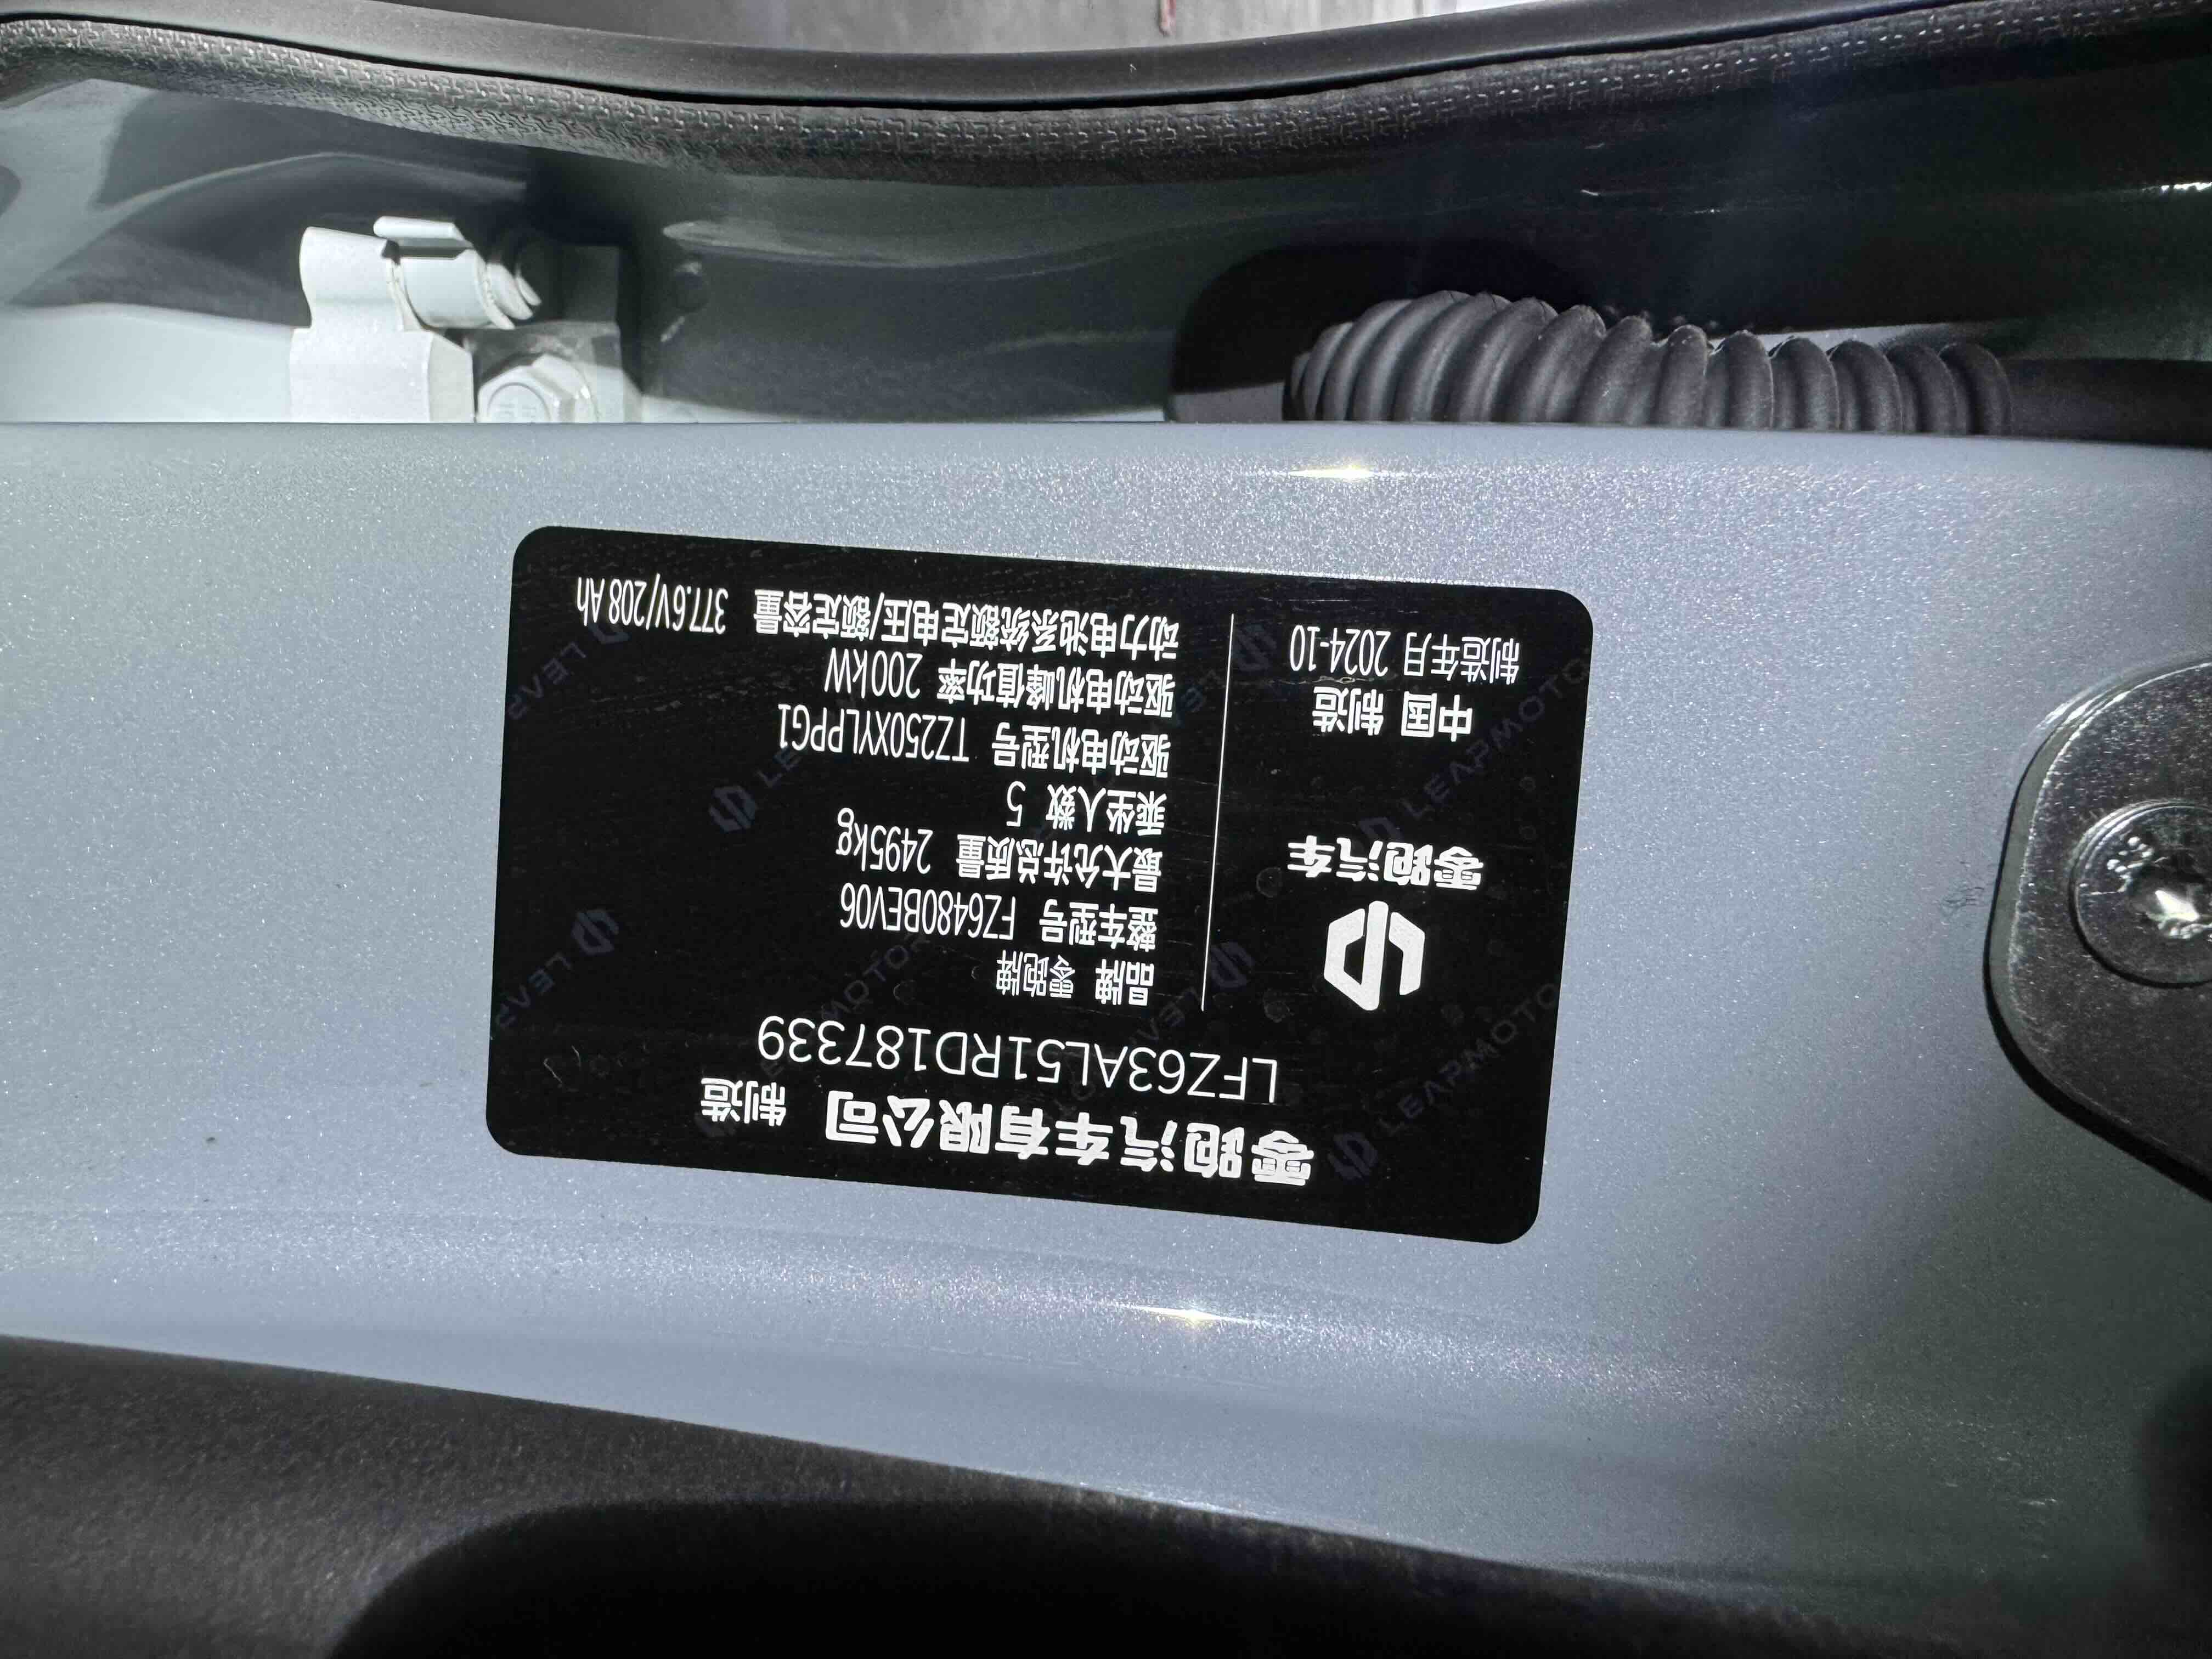 零跑汽车有限公司 制造
LFZ63AL51RD187339
零跑汽车
中国 制造
制造年月 2024-10
品牌 零跑牌
整车型号 FZ6480BEV06
最大允许总质量 2495kg
乘坐人数 5
驱动电机型号 TZ250XYLPPG1
驱动电机峰值功率 200kW
动力电池系统额定电压/额定容量 377.6V/208Ah
LEAPMOTOR